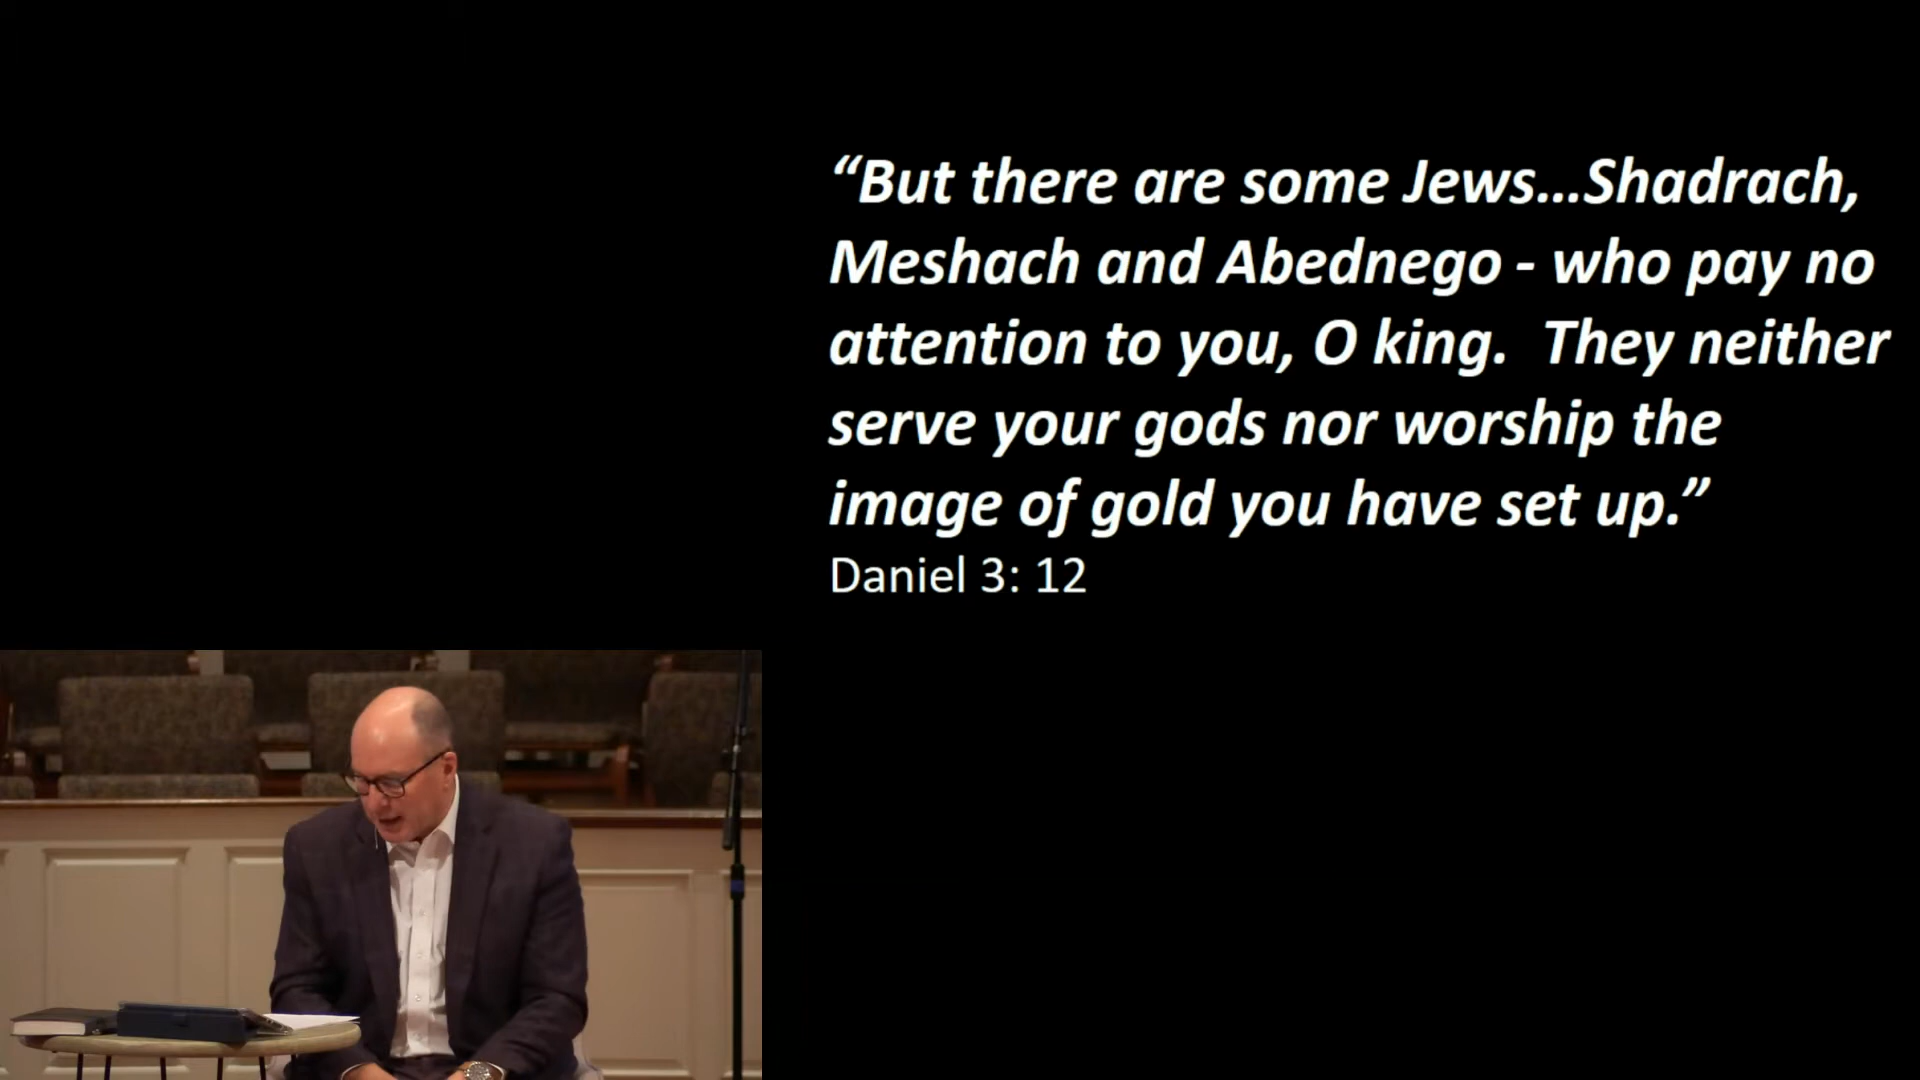 “But there are some Jews...Shadrach,
Meshach and Abednego - who pay no
attention to you, O king.  They neither
serve your gods nor worship the
image of gold you have set up.”
Daniel 3: 12